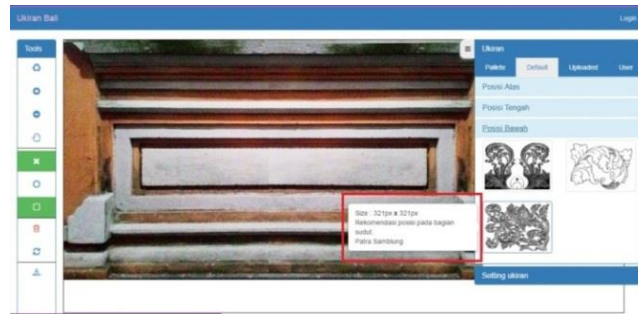 Ukiran Bali
Login
Tools
Ukiran
Pallete
Default
Uploaded
User
Posisi Atas
Posisi Tengah
Posisi Bawah
Size : 321px x 321px
Rekomendasi posisi pada bagian
sudut.
Patra Samblung
Setting ukiran